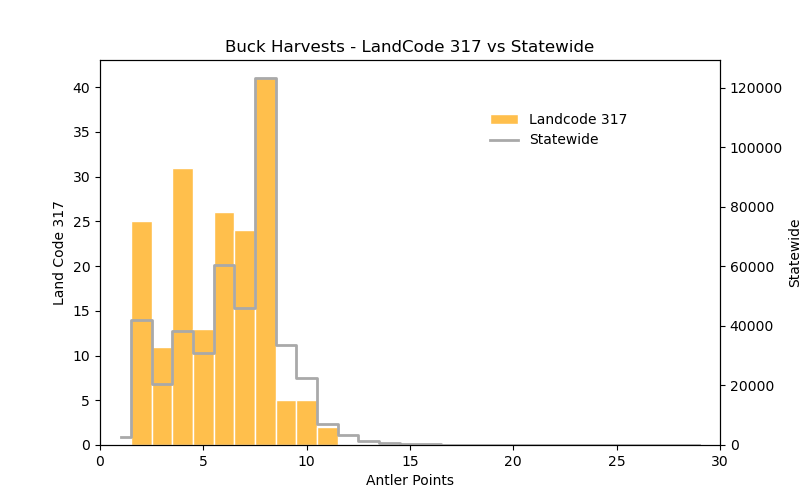 Buck Harvests - LandCode 317 vs Statewide
40
35
30
25
20
15
10
5
0
Land Code 317
Landcode 317
Statewide
120000
100000
80000
60000
40000
20000
0
Statewide
0 5 10 15 20 25 30
Antler Points